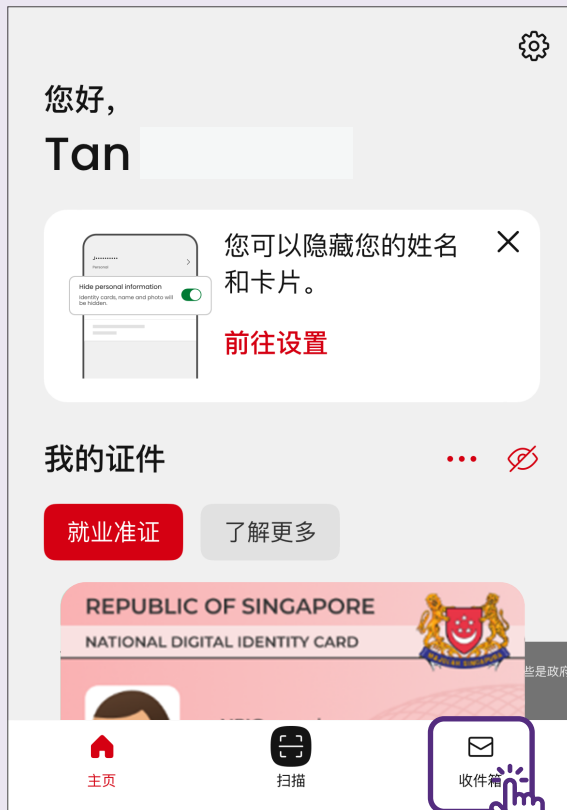 您好，
Tan
您可以隐藏您的姓名
和卡片。
前往设置
Personal
Hide personal information
Identity cards, name and photo will
be hidden.
我的证件
就业准证
了解更多
REPUBLIC OF SINGAPORE
NATIONAL DIGITAL IDENTITY CARD
MAJULAH SINGAPURA
些是政府
主页
扫描
收件箱